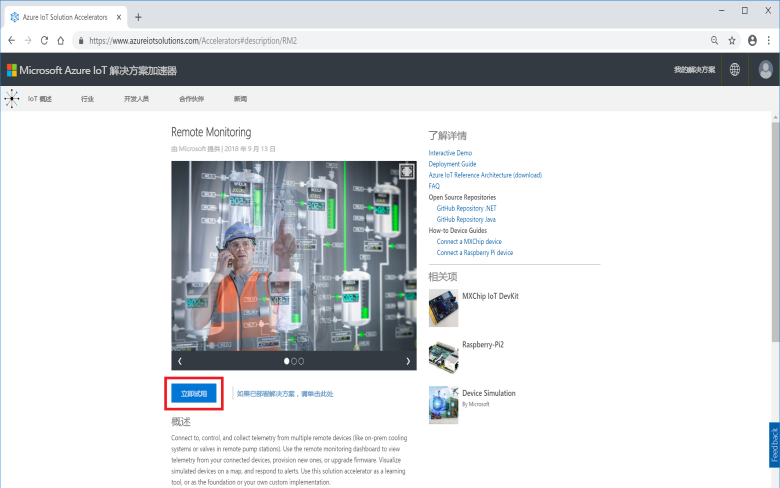 Azure IoT Solution Accelerators
https://www.azureiotsolutions.com/Accelerators#description/RM2
Microsoft Azure IoT 解决方案加速器
我的解决方案
IoT 概述
行业
开发人员
合作伙伴
新闻
Remote Monitoring
由 Microsoft 提供 | 2018 年 9 月 13 日
立即试用
如果已部署解决方案，请单击此处
概述
Connect to, control, and collect telemetry from multiple remote devices (like on-prem cooling
systems or valves in remote pump stations). Use the remote monitoring dashboard to view
telemetry from your connected devices, provision new ones, or upgrade firmware. Visualize
simulated devices on a map, and respond to alerts. Use this solution accelerator as a learning
tool, or as the foundation or your own custom implementation.
了解详情
Interactive Demo
Deployment Guide
Azure IoT Reference Architecture (download)
FAQ
Open Source Repositories
GitHub Repository .NET
GitHub Repository Java
How-to Device Guides
Connect a MXChip device
Connect a Raspberry Pi device
相关项
MXChip IoT DevKit
Raspberry-Pi2
Device Simulation
By Microsoft
Feedback